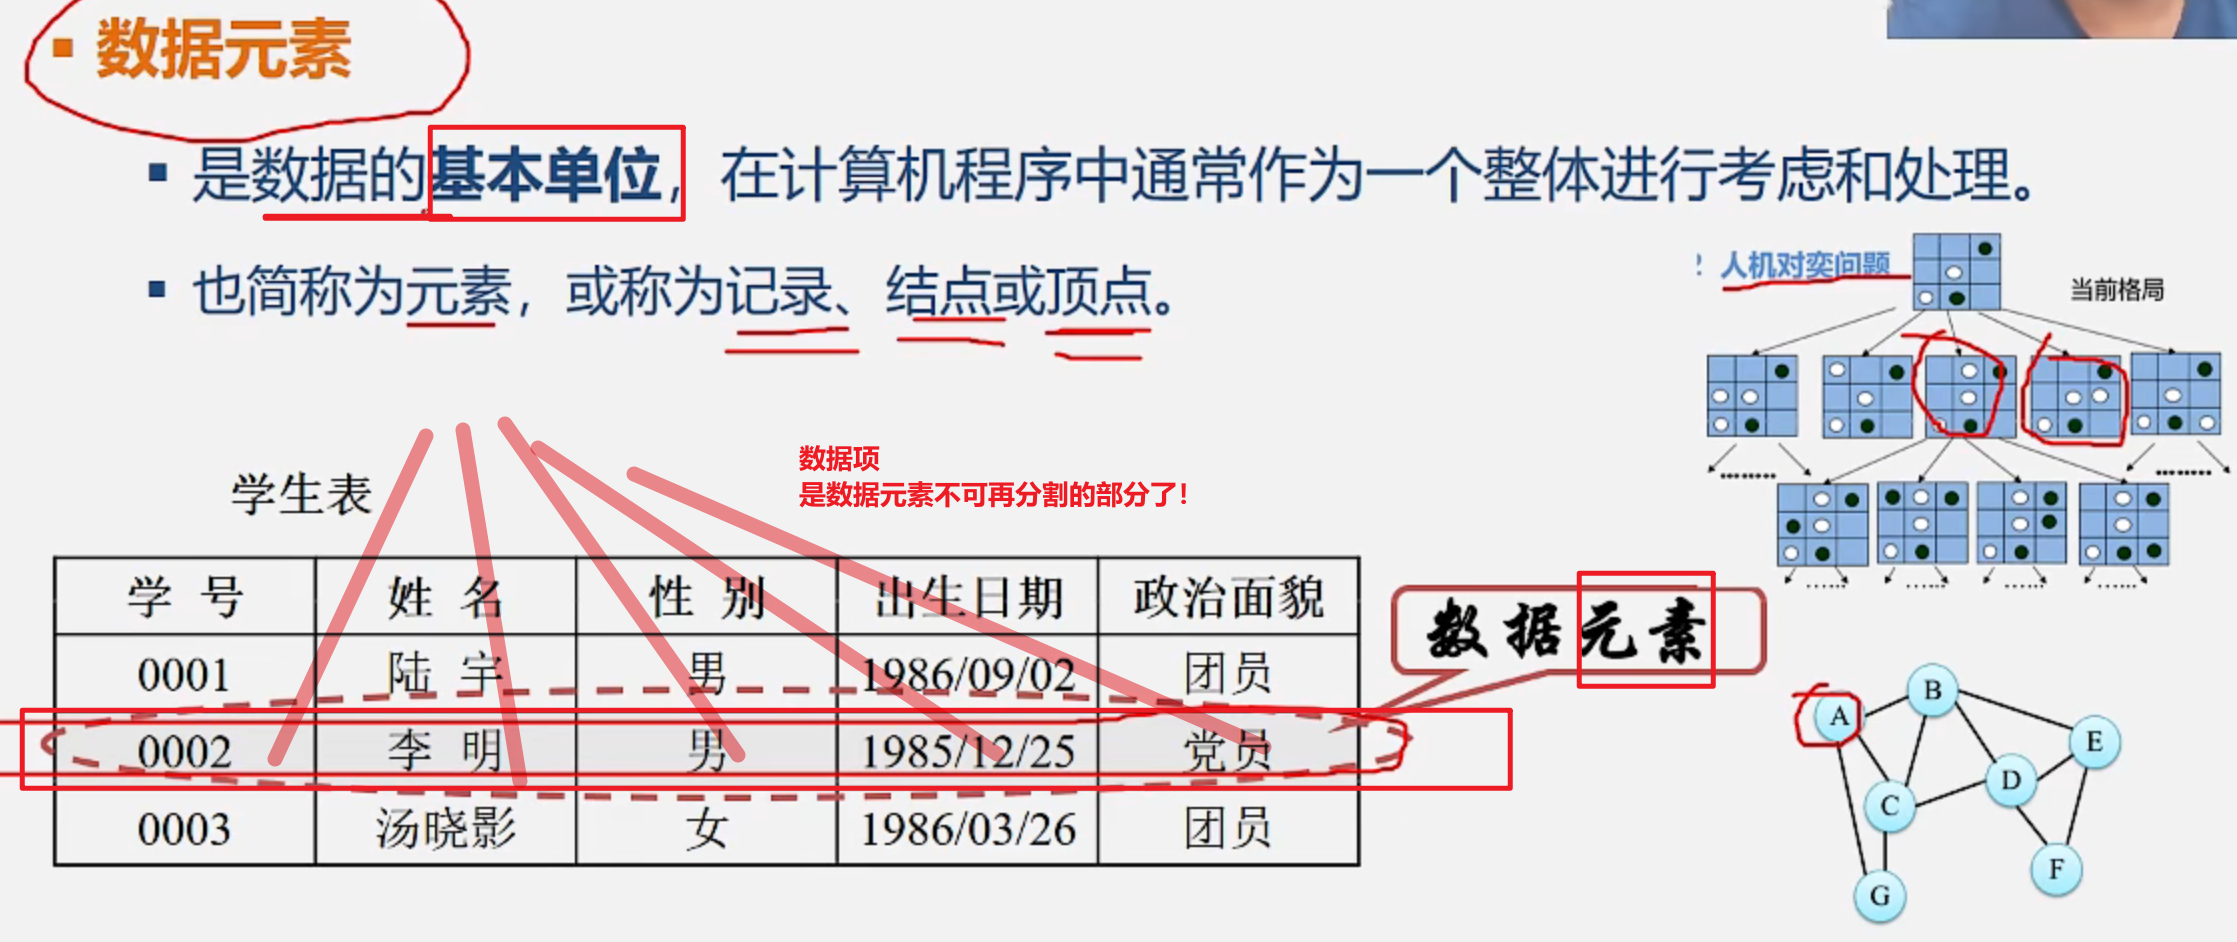 ▪ 数据元素
▪ 是数据的基本单位，在计算机程序中通常作为一个整体进行考虑和处理。
▪ 也简称为元素，或称为记录、结点或顶点。
人机对奕问题
当前格局
数据项
是数据元素不可再分割的部分了！
学生表
学 号 姓 名 性 别 出生日期 政治面貌
0001 陆 宇 男 1986/09/02 团员
0002 李 明 男 1985/12/25 党员
0003 汤晓影 女 1986/03/26 团员
数据元素
........ ........
...... ...... ...... ......
B
A
E
D
C
F
G